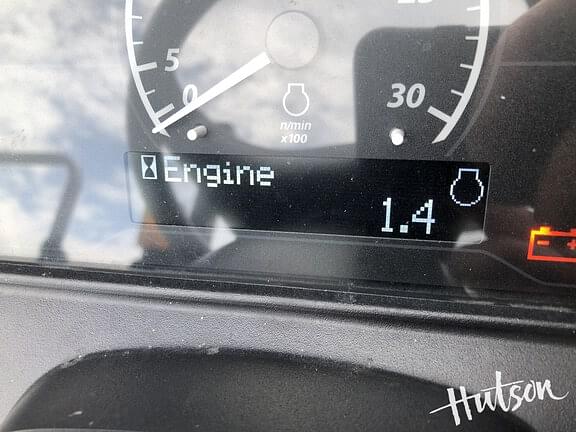 5
0
30
n/min
x100
Engine
1.4
- +
Hutson